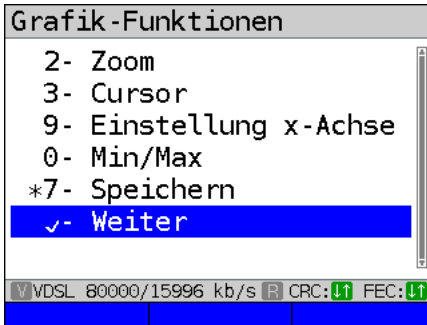 Grafik-Funktionen
2- Zoom
3- Cursor
9- Einstellung x-Achse
0- Min/Max
*7- Speichern
✓- Weiter
V VDSL 80000/15996 kb/s R CRC:↓↑ FEC:↓↑